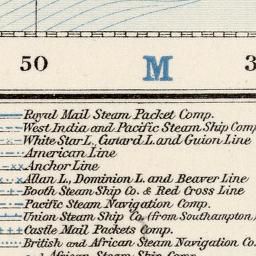 50 M 3
Royal Mail Steam Packet Comp.
West India and Pacific Steam Ship Comp
White Star L. Cunard L. and Guion Line
American Line
Anchor Line
Allan L., Dominion L. and Beaver Line
Booth Steam Ship Co. & Red Cross Line
Pacific Steam Navigation Comp.
Union Steam Ship Co (from Southampton)
Castle Mail Packets Comp.
British and African Steam Navigation Co.
African Steam Ship Comp.